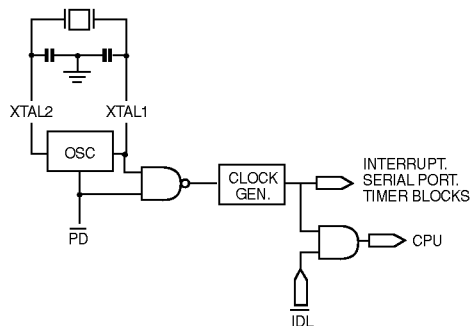 XTAL2
XTAL1
OSC
PD
CLOCK
GEN.
INTERRUPT.
SERIAL PORT.
TIMER BLOCKS
CPU
IDL